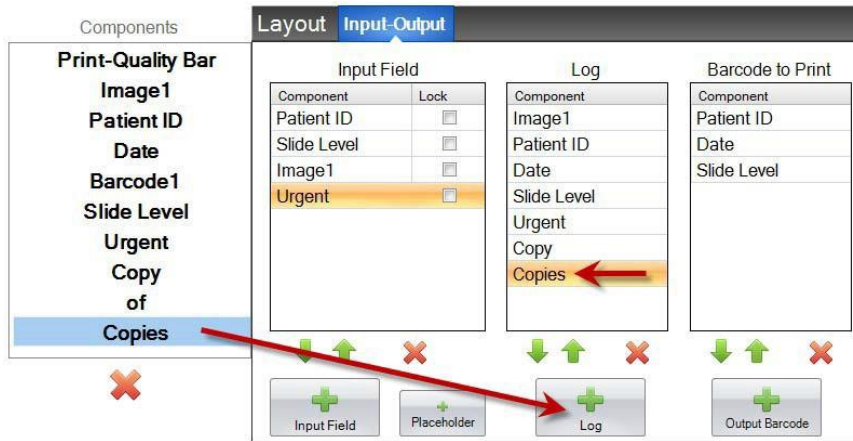 Components
Print-Quality Bar
Image1
Patient ID
Date
Barcode1
Slide Level
Urgent
Copy
of
Copies
Layout Input-Output
Input Field
Component Lock
Patient ID
Slide Level
Image1
Urgent
Input Field
Placeholder
Log
Component
Image1
Patient ID
Date
Slide Level
Urgent
Copy
Copies
Log
Barcode to Print
Component
Patient ID
Date
Slide Level
Output Barcode